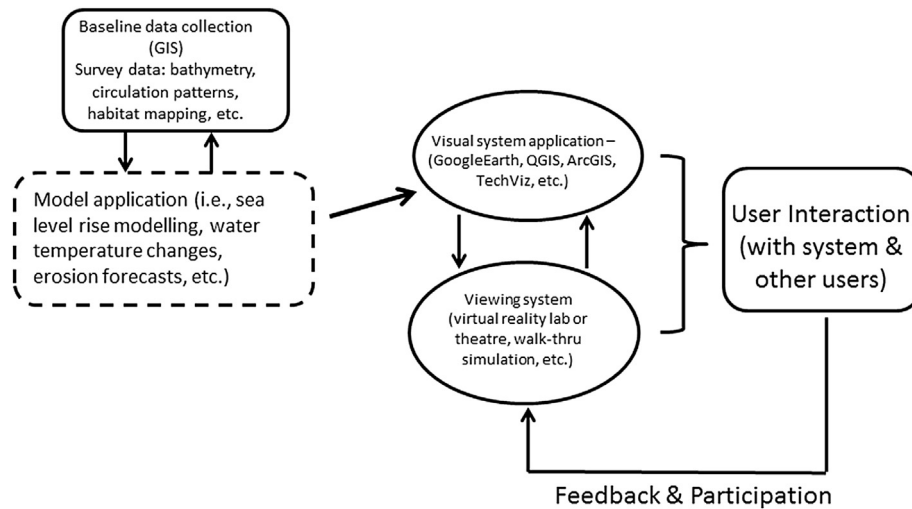 Baseline data collection
(GIS)
Survey data: bathymetry,
circulation patterns,
habitat mapping, etc.
Model application (i.e., sea
level rise modelling, water
temperature changes,
erosion forecasts, etc.)
Visual system application –
(GoogleEarth, QGIS, ArcGIS,
TechViz, etc.)
Viewing system
(virtual reality lab or
theatre, walk-thru
simulation, etc.)
User Interaction
(with system &
other users)
Feedback & Participation